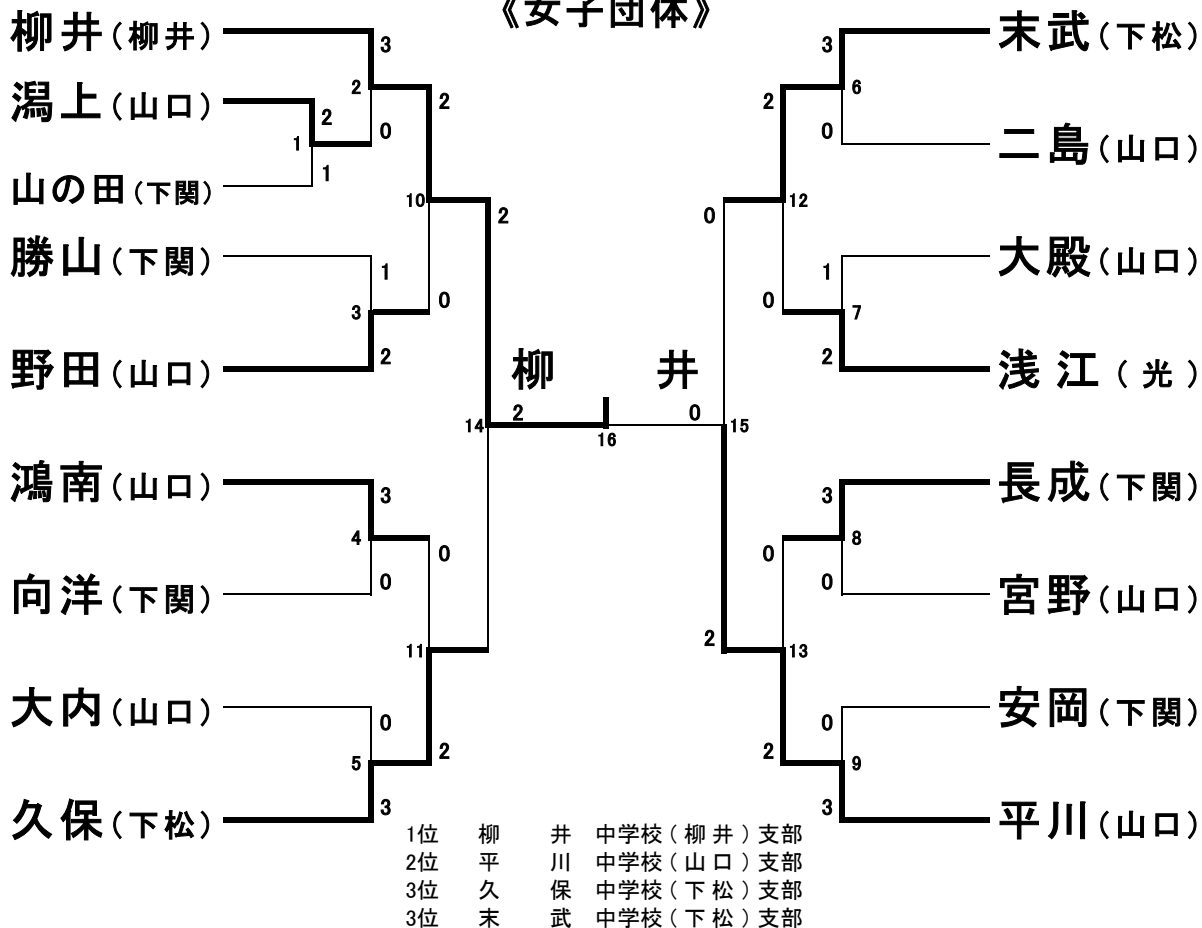 《女子団体》
柳井(柳井)
3
2
2
潟上(山口)
2
1
0
1
山の田(下関)
10
2
勝山(下関)
1
0
3
2
野田(山口)
柳 井
2
0
14
16
15
鴻南(山口)
3
4
0
0
向洋(下関)
11
大内(山口)
0
2
5
3
久保(下松)
末武(下松)
3
6
2
0
二島(山口)
12
0
大殿(山口)
1
0
7
2
浅江(光)
長成(下関)
3
8
0
0
宮野(山口)
2
13
安岡(下関)
0
2
9
3
平川(山口)
1位 柳 井 中学校(柳井)支部
2位 平 川 中学校(山口)支部
3位 久 保 中学校(下松)支部
3位 末 武 中学校(下松)支部